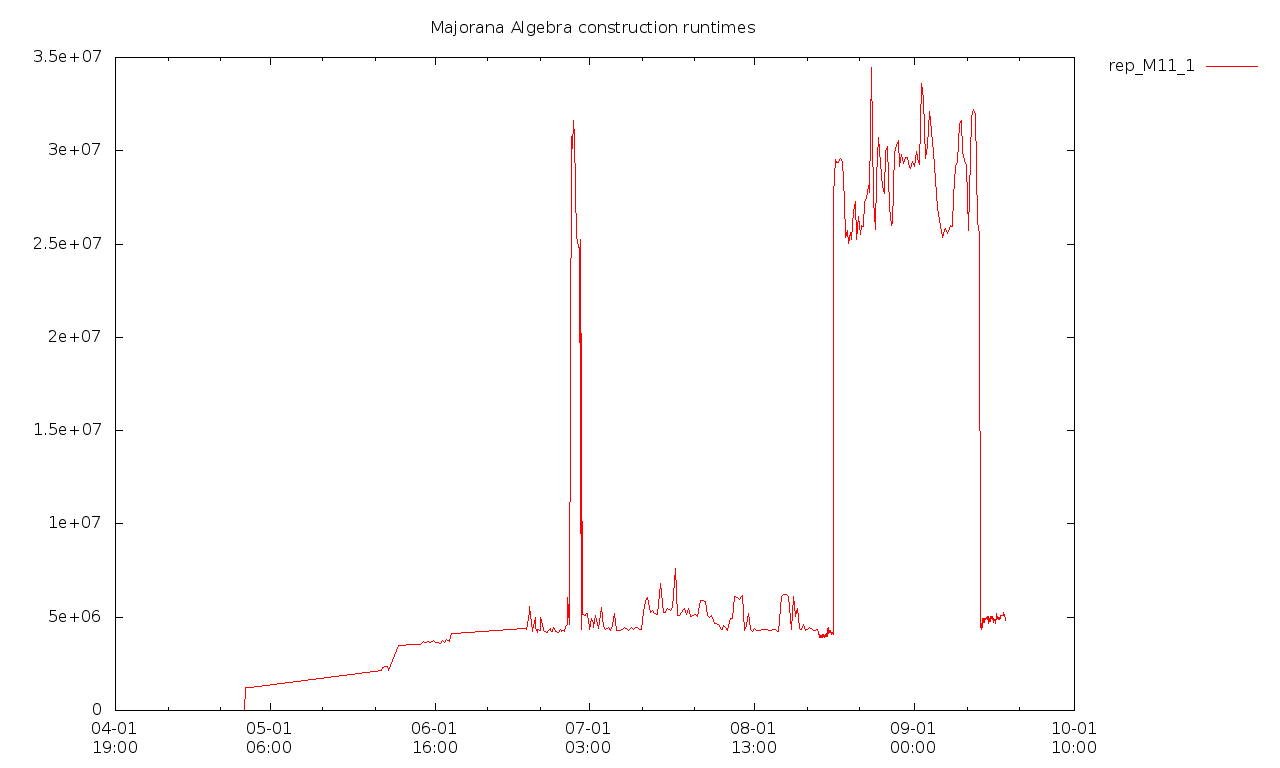 Majorana Algebra construction runtimes
rep_M11_1
3.5e+07
3e+07
2.5e+07
2e+07
1.5e+07
1e+07
5e+06
0
04-01 05-01 06-01 07-01 08-01 09-01 10-01
19:00 06:00 16:00 03:00 13:00 00:00 10:00